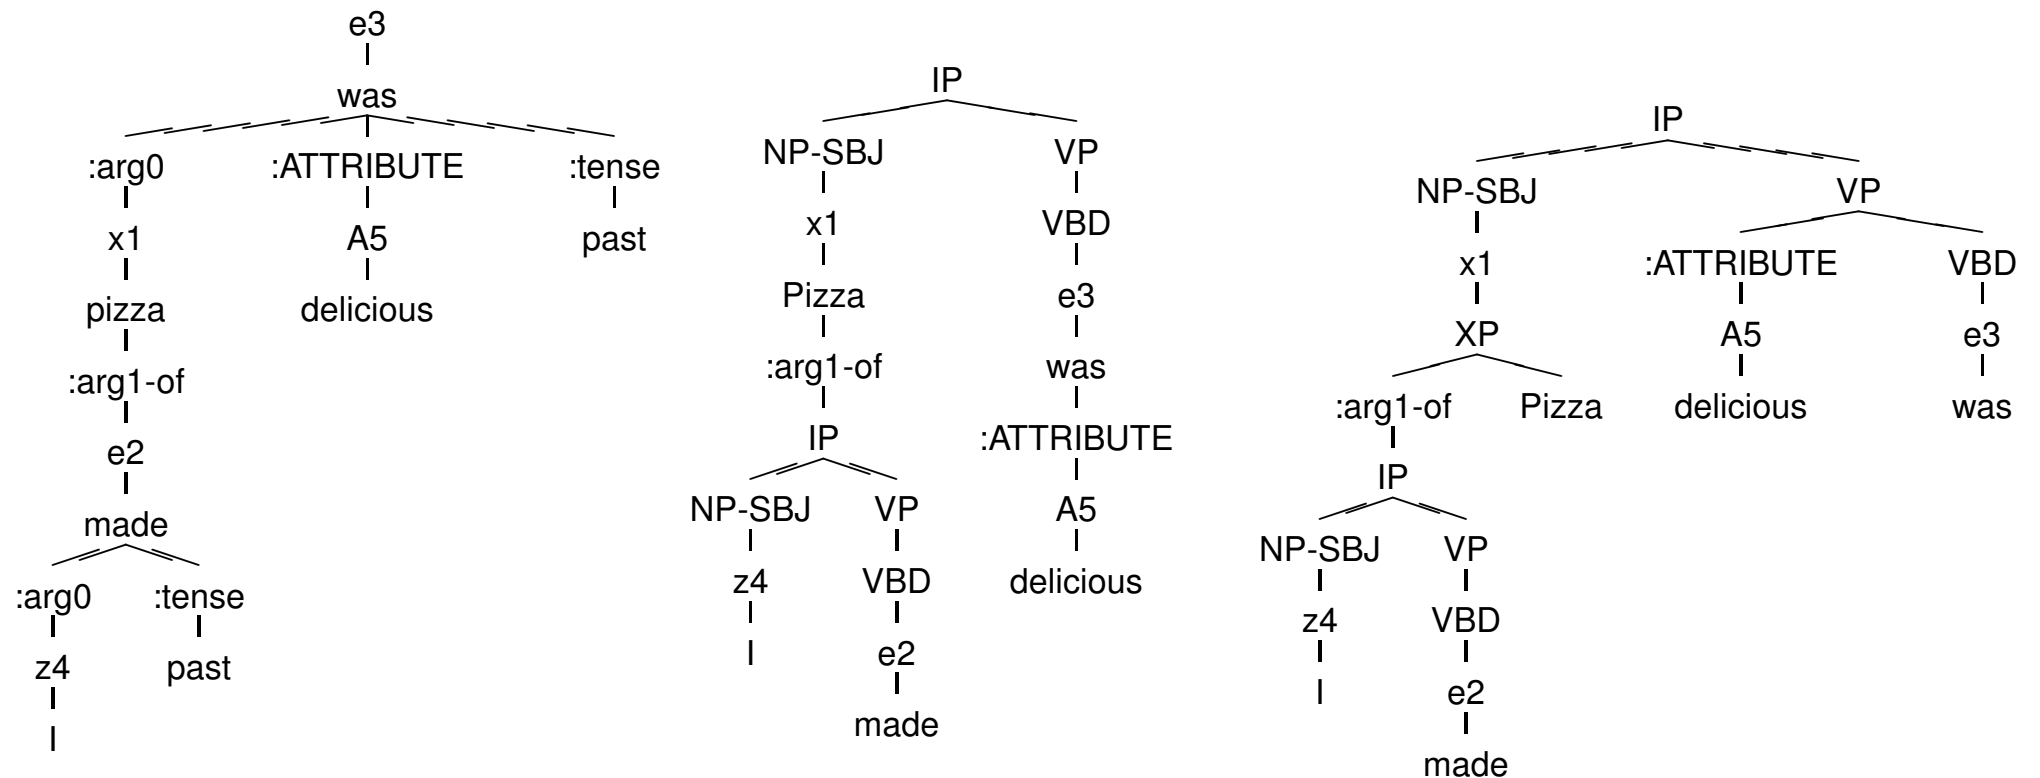 e3
was
:arg0 :ATTRIBUTE :tense
x1 A5 past
pizza delicious
:arg1-of
e2
made
:arg0 :tense
z4 past
I
IP
NP-SBJ VP
x1 VBD
Pizza e3
:arg1-of was
IP :ATTRIBUTE
NP-SBJ VP A5
z4 VBD delicious
I e2
made
IP
NP-SBJ VP
x1 :ATTRIBUTE VBD
XP A5 e3
:arg1-of Pizza delicious was
IP
NP-SBJ VP
z4 VBD
I e2
made